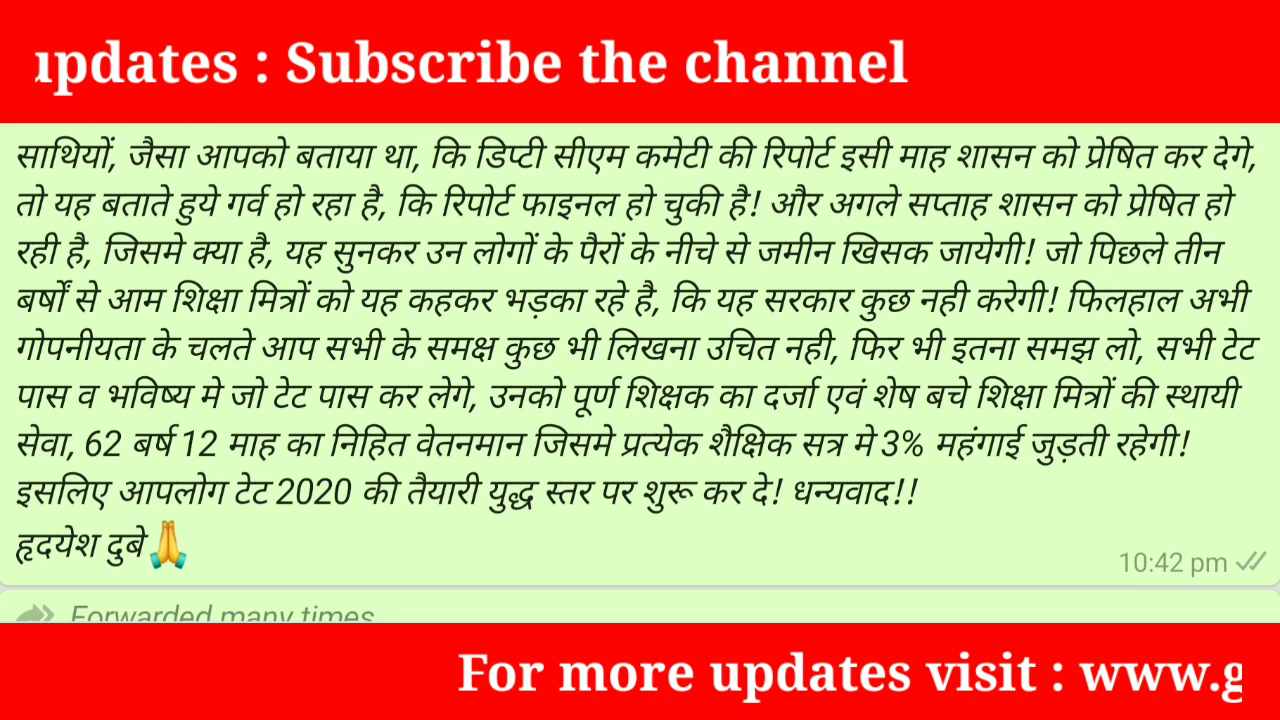 updates : Subscribe the channel
साथियों, जैसा आपको बताया था, कि डिप्टी सीएम कमेटी की रिपोर्ट इसी माह शासन को प्रेषित कर देगे,
तो यह बताते हुये गर्व हो रहा है, कि रिपोर्ट फाइनल हो चुकी है! और अगले सप्ताह शासन को प्रेषित हो
रही है, जिसमे क्या है, यह सुनकर उन लोगों के पैरों के नीचे से जमीन खिसक जायेगी! जो पिछले तीन
बर्षों से आम शिक्षा मित्रों को यह कहकर भड़का रहे है, कि यह सरकार कुछ नही करेगी! फिलहाल अभी
गोपनीयता के चलते आप सभी के समक्ष कुछ भी लिखना उचित नही, फिर भी इतना समझ लो, सभी टेट
पास व भविष्य मे जो टेट पास कर लेगे, उनको पूर्ण शिक्षक का दर्जा एवं शेष बचे शिक्षा मित्रों की स्थायी
सेवा, 62 बर्ष 12 माह का निहित वेतनमान जिसमे प्रत्येक शैक्षिक सत्र मे 3% महंगाई जुड़ती रहेगी!
इसलिए आपलोग टेट 2020 की तैयारी युद्ध स्तर पर शुरू कर दे! धन्यवाद!!
हृदयेश दुबे🙏
10:42 pm
Forwarded many times
For more updates visit : www.g